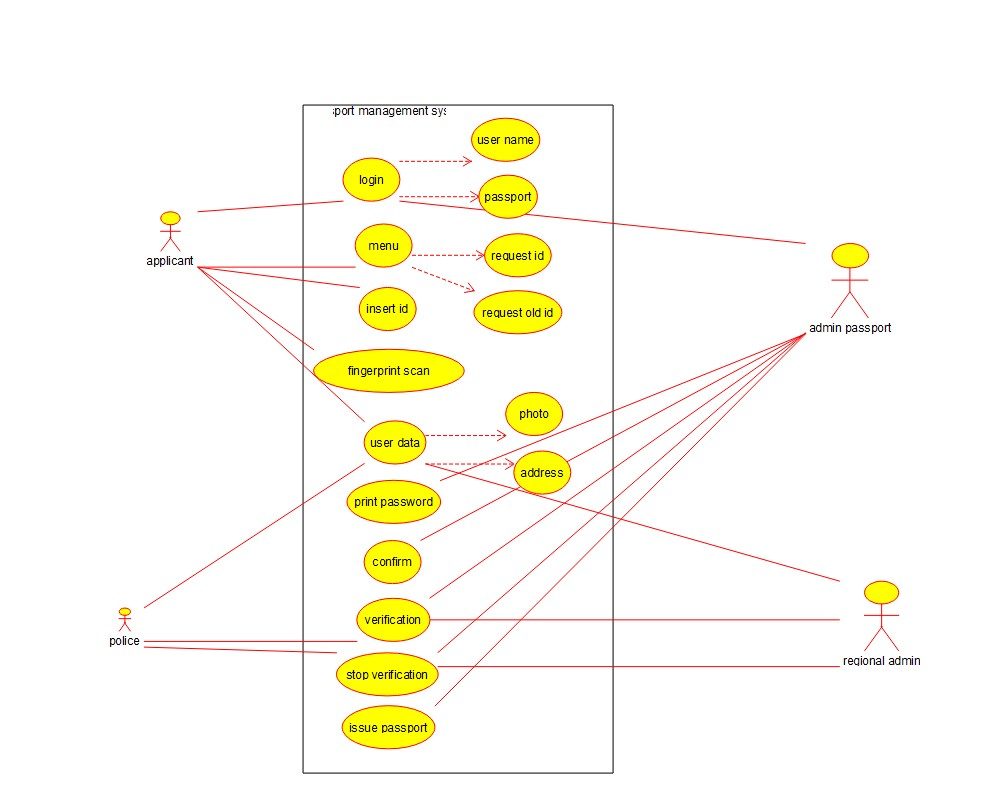 port management sys
user name
login
passport
applicant
menu
request id
insert id
request old id
admin passport
fingerprint scan
photo
user data
address
print password
confirm
verification
police
regional admin
stop verification
issue passport